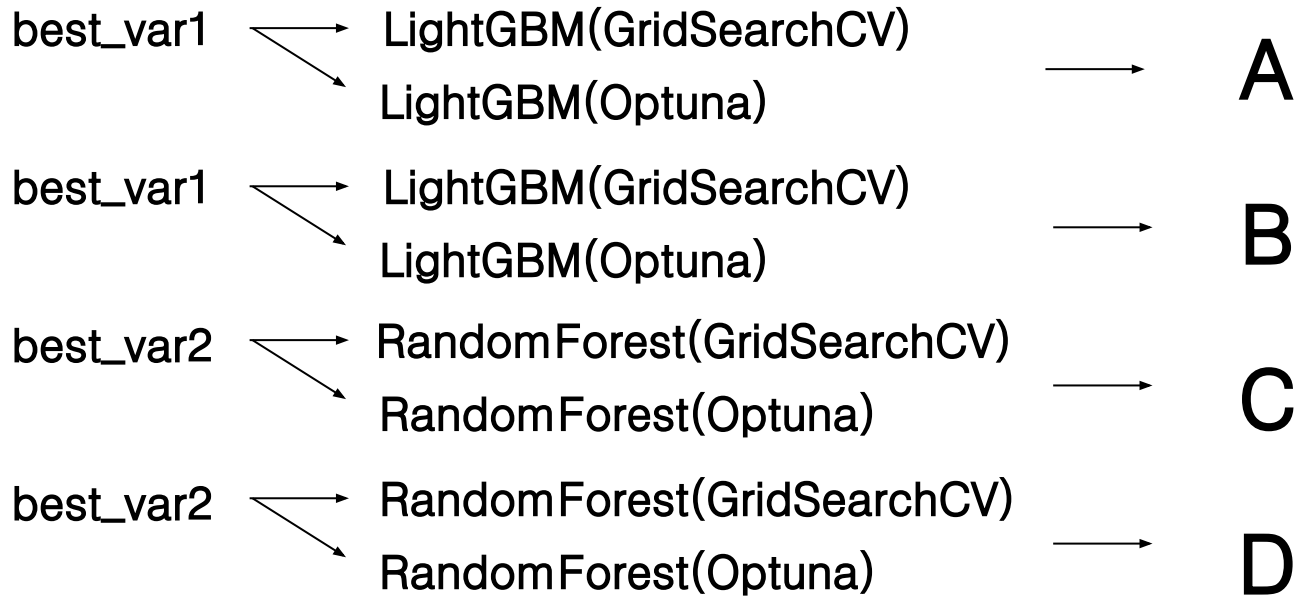 best_var1 LightGBM(GridSearchCV)
LightGBM(Optuna)
A
best_var1 LightGBM(GridSearchCV)
LightGBM(Optuna)
B
best_var2 RandomForest(GridSearchCV)
RandomForest(Optuna)
C
best_var2 RandomForest(GridSearchCV)
RandomForest(Optuna)
D